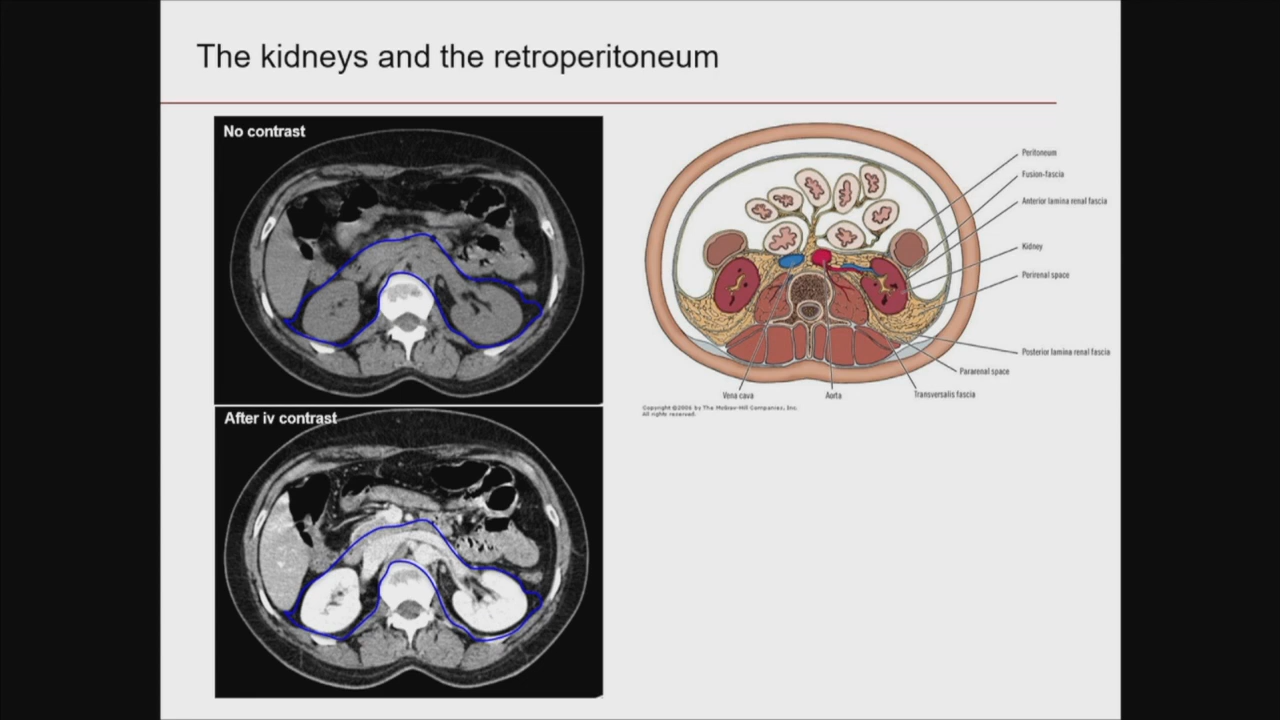 The kidneys and the retroperitoneum
No contrast
After iv contrast
Peritoneum
Fusion-fascia
Anterior lamina renal fascia
Kidney
Perirenal space
Posterior lamina renal fascia
Pararenal space
Vena cava
Aorta
Transversalis fascia
Copyright ©2006 by The McGraw-Hill Companies, Inc.
All rights reserved.